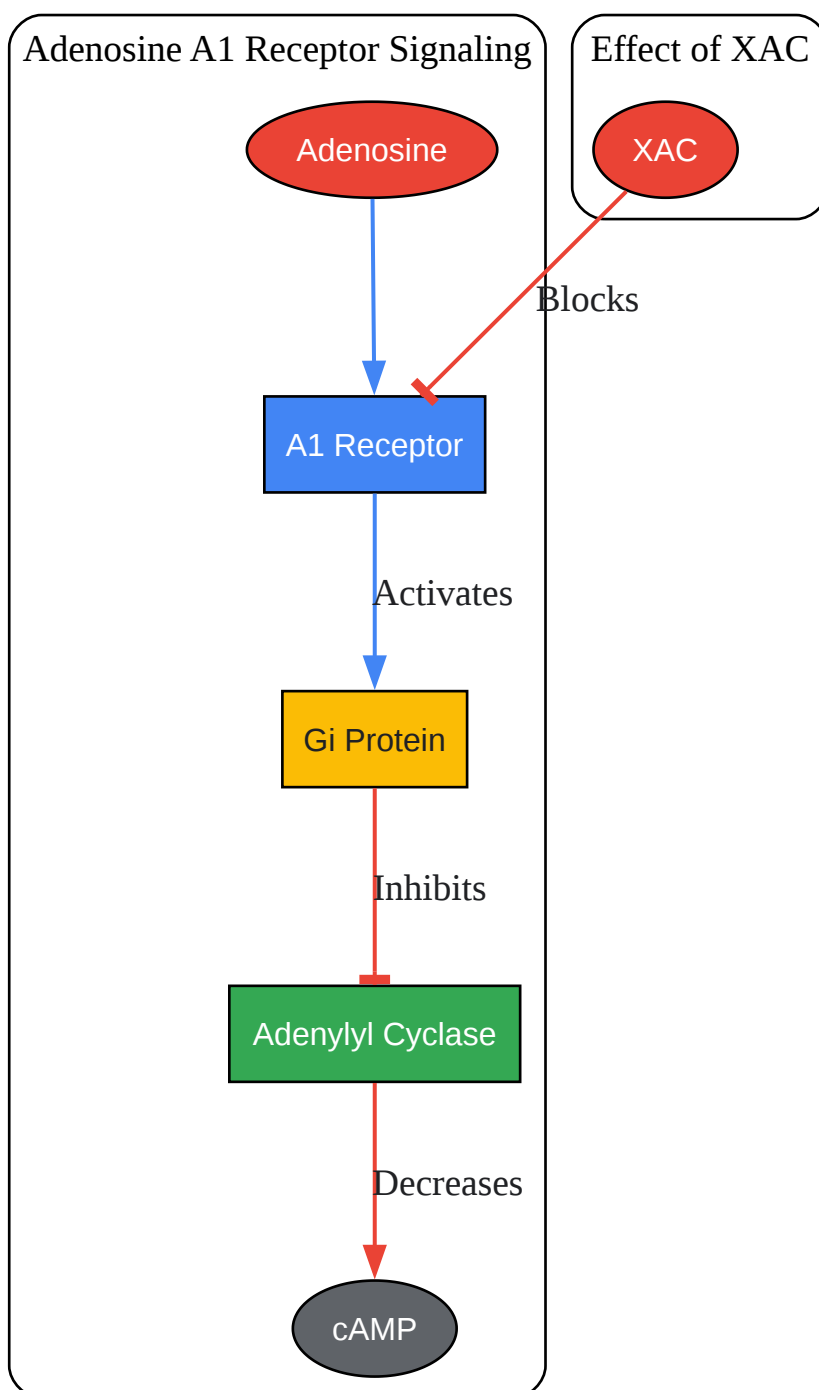 Adenosine A1 Receptor Signaling
Effect of XAC
Adenosine
XAC
Blocks
A1 Receptor
Activates
Gi Protein
Inhibits
Adenylyl Cyclase
Decreases
cAMP